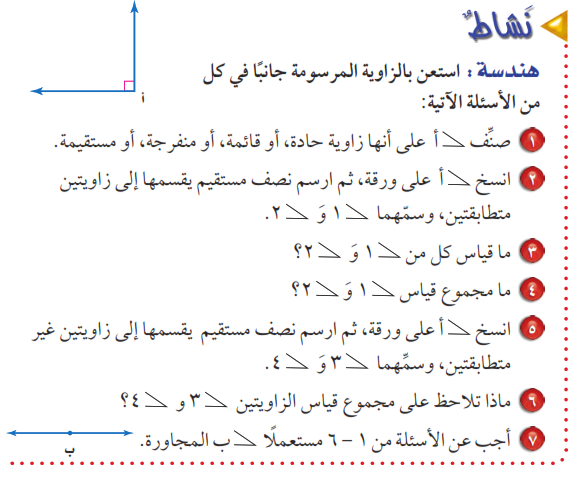 نَشاطٌ
أ
هندسة : استعن بالزاوية المرسومة جانبًا في كل
من الأسئلة الآتية:
١ صنِّف ∠أ على أنها زاوية حادة، أو قائمة، أو منفرجة، أو مستقيمة.
٢ انسخ ∠أ على ورقة، ثم ارسم نصف مستقيم يقسمها إلى زاويتين
متطابقتين، وسمّهما ∠١ وَ ∠٢.
٣ ما قياس كل من ∠١ وَ ∠٢؟
٤ ما مجموع قياس ∠١ وَ ∠٢؟
٥ انسخ ∠أ على ورقة، ثم ارسم نصف مستقيم يقسمها إلى زاويتين غير
متطابقتين، وسمِّهما ∠٣ وَ ∠٤.
٦ ماذا تلاحظ على مجموع قياس الزاويتين ∠٣ و ∠٤؟
٧ أجب عن الأسئلة من ١ – ٦ مستعملًا ∠ب المجاورة.
ب